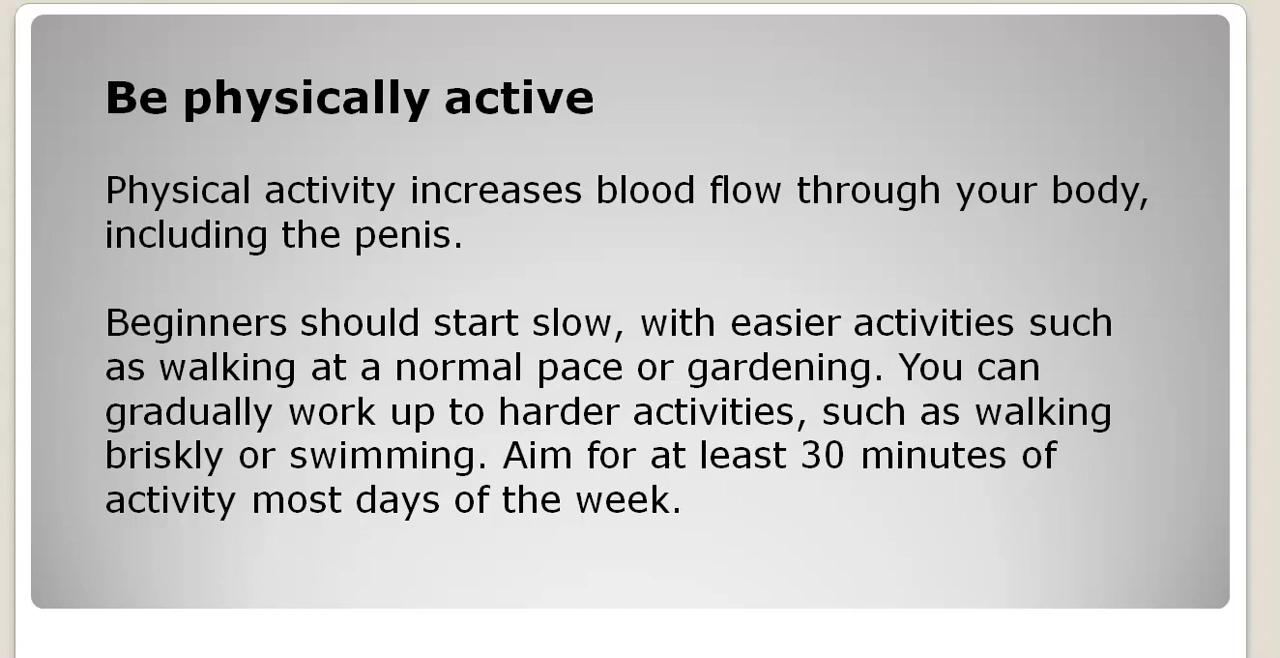 Be physically active
Physical activity increases blood flow through your body,
including the penis.
Beginners should start slow, with easier activities such
as walking at a normal pace or gardening. You can
gradually work up to harder activities, such as walking
briskly or swimming. Aim for at least 30 minutes of
activity most days of the week.